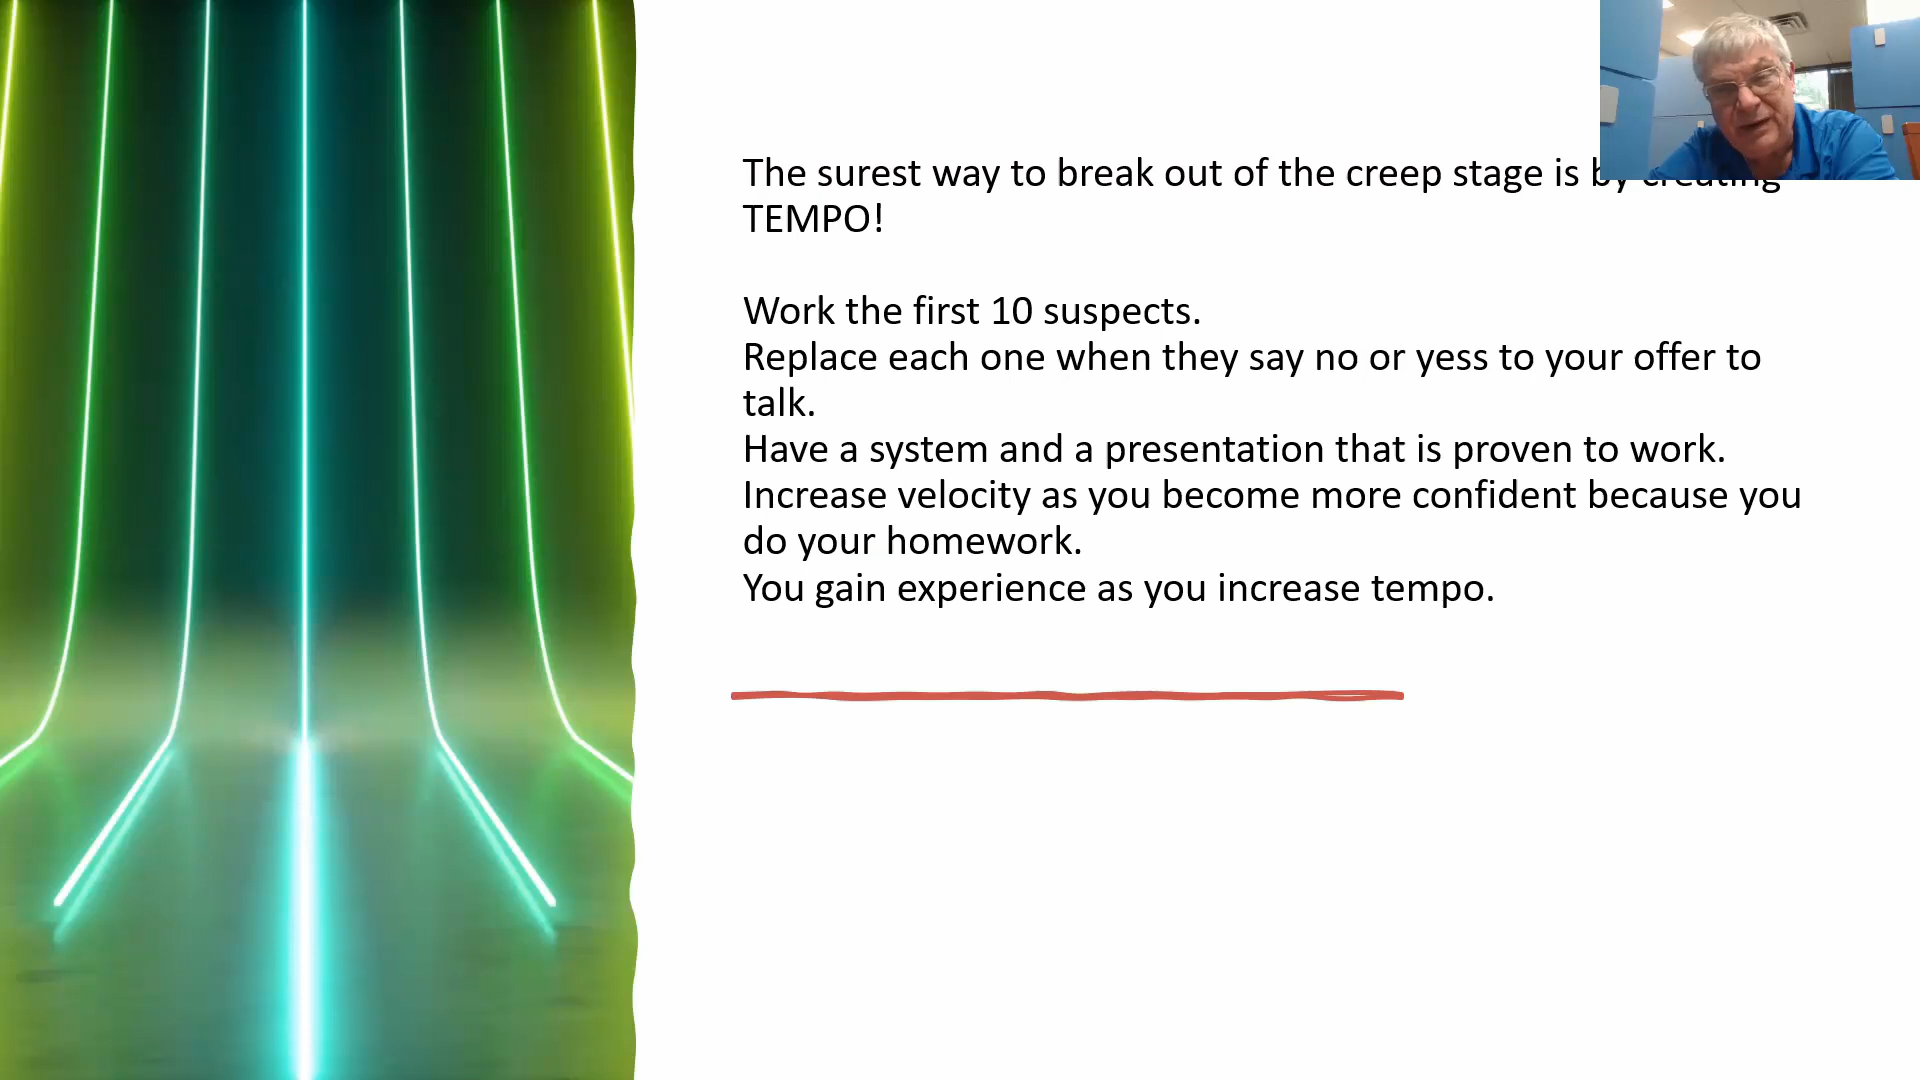 The surest way to break out of the creep stage is by creating
TEMPO!
Work the first 10 suspects.
Replace each one when they say no or yess to your offer to
talk.
Have a system and a presentation that is proven to work.
Increase velocity as you become more confident because you
do your homework.
You gain experience as you increase tempo.